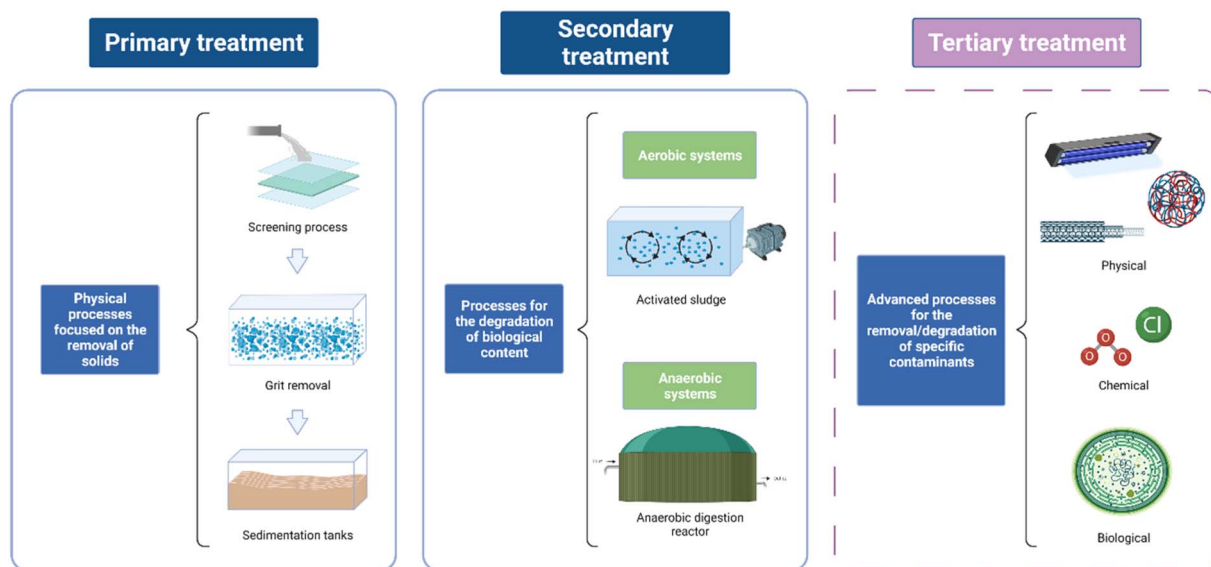 Primary treatment
Secondary
treatment
Tertiary treatment
Physical
processes
focused on the
removal of
solids
Screening process
Grit removal
Sedimentation tanks
Processes for
the degradation
of biological
content
Aerobic systems
Activated sludge
Anaerobic
systems
Anaerobic digestion
reactor
Advanced processes
for the
removal/degradation
of specific
contaminants
Physical
O
O
O
Cl
Chemical
Biological